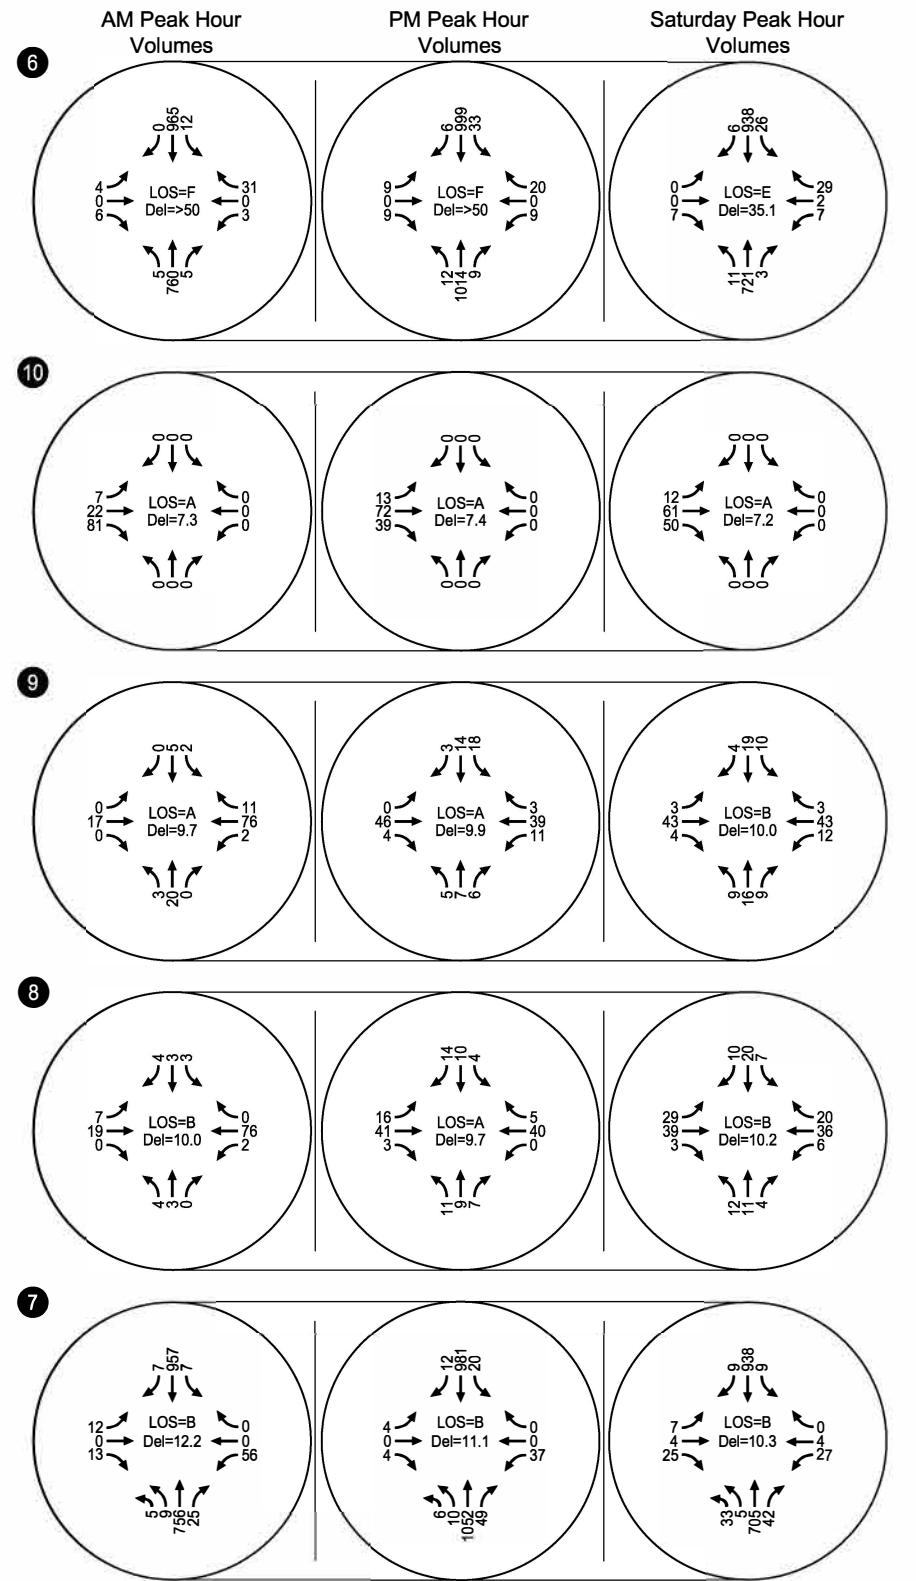 AM Peak Hour Volumes
PM Peak Hour Volumes
Saturday Peak Hour Volumes
6
0 965 12
4
0
6
LOS=F
Del=>50
31
0
3
5 760 5
6 999 33
9
0
9
LOS=F
Del=>50
20
0
9
12 1014 9
6 938 26
0
0
7
LOS=E
Del=35.1
29
2
7
11 721 3
10
0 0 0
7
22
81
LOS=A
Del=7.3
0
0
0
0 0 0
0 0 0
13
72
39
LOS=A
Del=7.4
0
0
0
0 0 0
0 0 0
12
61
50
LOS=A
Del=7.2
0
0
0
0 0 0
9
0 5 2
0
17
0
LOS=A
Del=9.7
11
76
2
3 20 0
3 14 18
0
46
4
LOS=A
Del=9.9
3
39
11
5 7 6
4 19 10
3
43
4
LOS=B
Del=10.0
3
43
12
9 16 9
8
4 3 3
7
19
0
LOS=B
Del=10.0
0
76
2
4 3 0
14 10 4
16
41
3
LOS=A
Del=9.7
5
40
0
11 9 7
10 20 7
29
39
3
LOS=B
Del=10.2
20
36
6
12 11 4
7
7 957 7
12
0
13
LOS=B
Del=12.2
0
0
56
5 9 756 25
12 981 20
4
0
4
LOS=B
Del=11.1
0
0
37
6 10 1052 49
9 938 9
7
4
25
LOS=B
Del=10.3
0
4
27
33 5 705 42